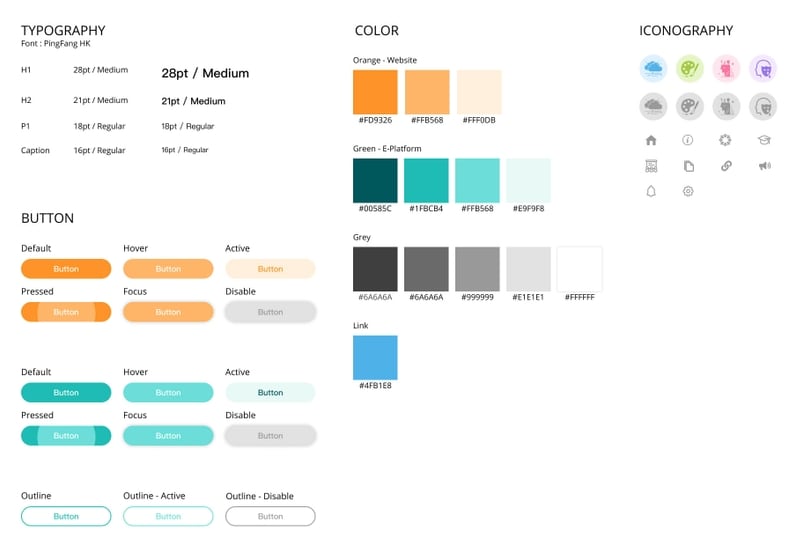 TYPOGRAPHY
Font : PingFang HK
H1 28pt / Medium 28pt / Medium
H2 21pt / Medium 21pt / Medium
P1 18pt / Regular 18pt / Regular
Caption 16pt / Regular 16pt / Regular
BUTTON
Default Hover Active
Button Button Button
Pressed Focus Disable
Button Button Button
Default Hover Active
Button Button Button
Pressed Focus Disable
Button Button Button
Outline Outline - Active Outline - Disable
Button Button Button
COLOR
Orange - Website
#FD9326 #FFB568 #FFF0DB
Green - E-Platform
#00585C #1FBCB4 #FFB568 #E9F9F8
Grey
#6A6A6A #6A6A6A #999999 #E1E1E1 #FFFFFF
Link
#4FB1E8
ICONOGRAPHY